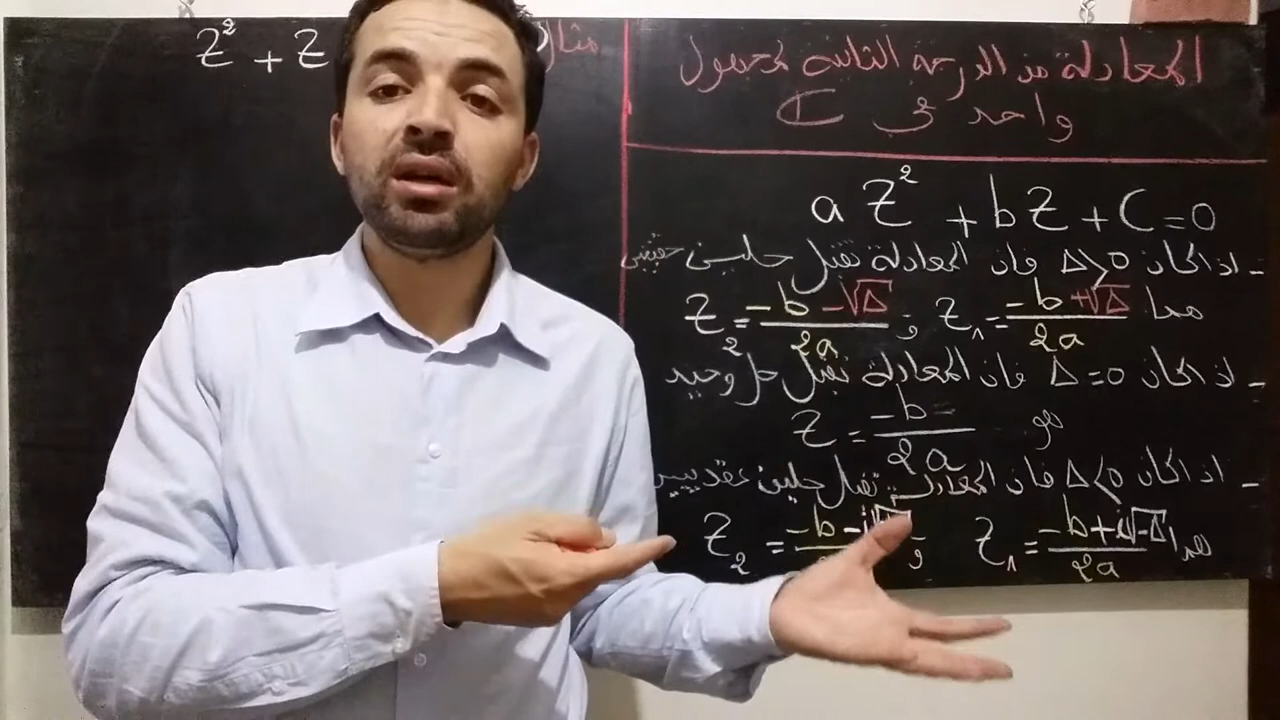 المعادلة من الدرجة الثانية لمجهول
واحد في C
aZ² + bZ + C = 0
- اذا كان Δ>0 فان المعادلة تقبل حلين حقيقيين
هما Z₁ = (-b+√Δ)/2a و Z₂ = (-b-√Δ)/2a
- اذا كان Δ=0 فان المعادلة تقبل حل وحيد
هو Z = -b/2a
- اذا كان Δ<0 فان المعادلة تقبل حلين عقديين
هما Z₁ = (-b+i√-Δ)/2a و Z₂ = -b-i√
مثال
Z² + Z